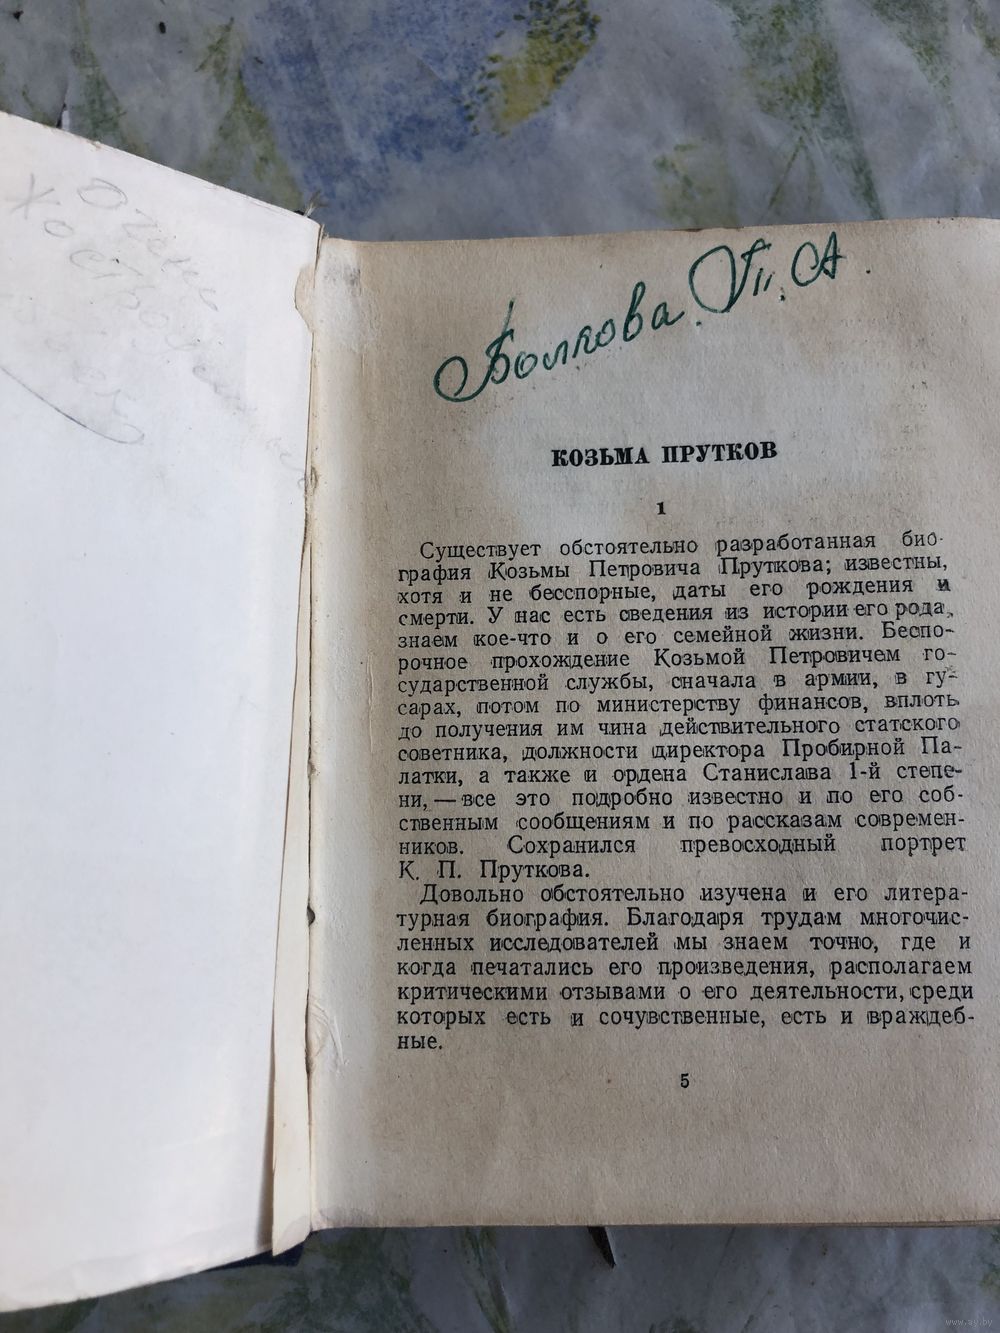 Волкова П. А.
КОЗЬМА ПРУТКОВ
1
Существует обстоятельно разработанная био-
графия Козьмы Петровича Пруткова; известны,
хотя и не бесспорные, даты его рождения и
смерти. У нас есть сведения из истории его рода,
знаем кое-что и о его семейной жизни. Беспо-
рочное прохождение Козьмой Петровичем го-
сударственной службы, сначала в армии, в гу-
сарах, потом по министерству финансов, вплоть
до получения им чина действительного статского
советника, должности директора Пробирной Па-
латки, а также и ордена Станислава 1-й степе-
ни, — все это подробно известно и по его соб-
ственным сообщениям и по рассказам современ-
ников. Сохранился превосходный портрет
К. П. Пруткова.
Довольно обстоятельно изучена и его литера-
турная биография. Благодаря трудам многочис-
ленных исследователей мы знаем точно, где и
когда печатались его произведения, располагаем
критическими отзывами о его деятельности, среди
которых есть и сочувственные, есть и враждеб-
ные.
5
www.ay.by